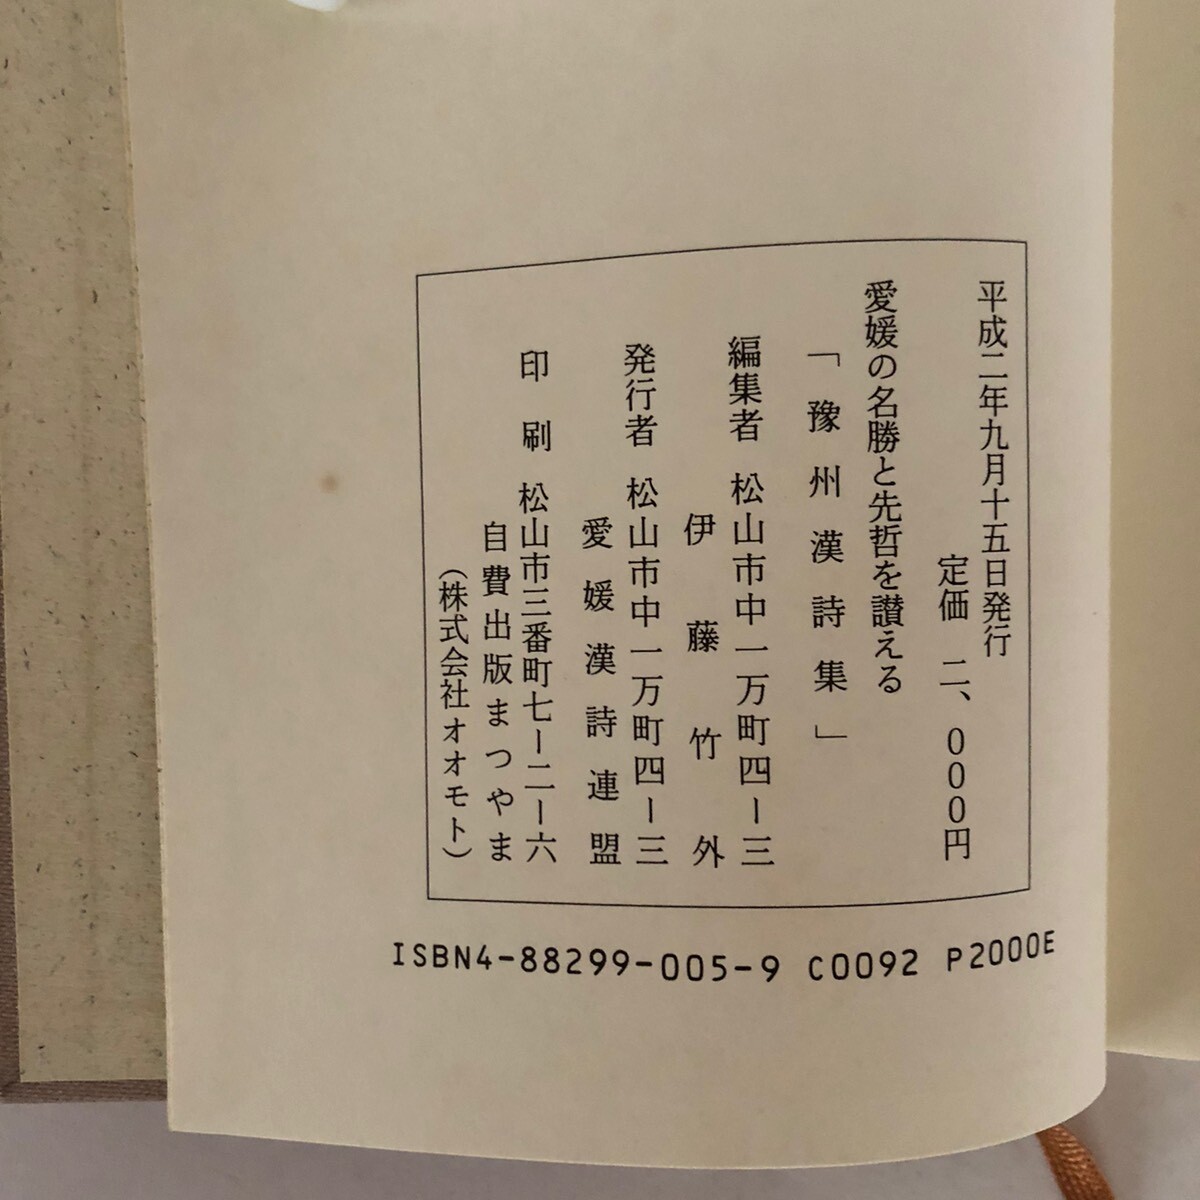 平成二年九月十五日発行
定価 二、000円
愛媛の名勝と先哲を讃える
「豫州漢詩集」
編集者 松山市中一万町四ー三
伊藤竹外
発行者 松山市中一万町四ー三
愛媛漢詩連盟
印刷 松山市三番町七ー二ー六
自費出版まつやま
(株式会社オオモト)
ISBN4-88299-005-9 C0092 P2000E